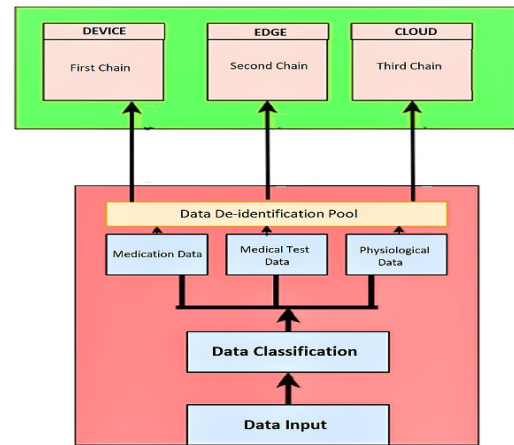 DEVICE
First Chain
EDGE
Second Chain
CLOUD
Third Chain
Data De-identification Pool
Medication Data
Medical Test
Data
Physiological
Data
Data Classification
Data Input